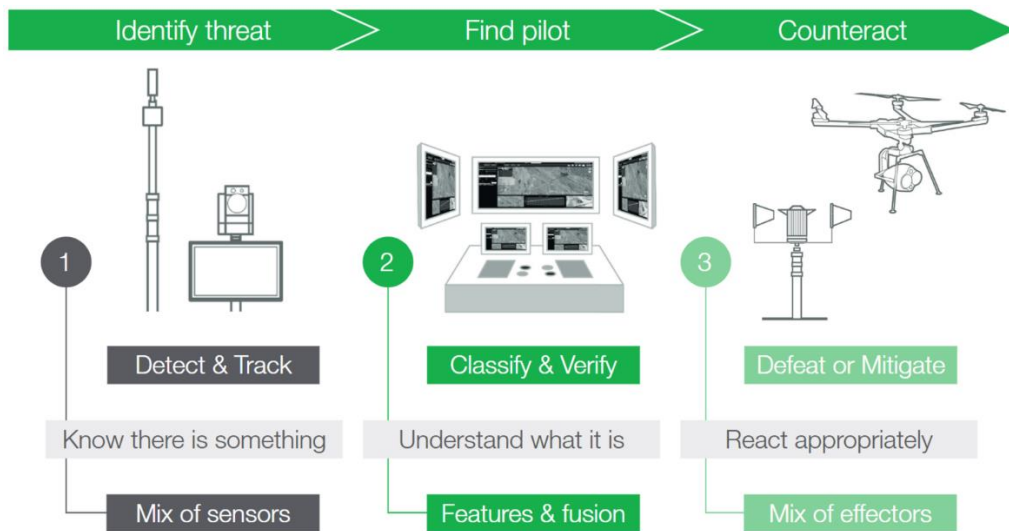 Identify threat
Find pilot
Counteract
1
2
3
Detect & Track
Classify & Verify
Defeat or Mitigate
Know there is something
Understand what it is
React appropriately
Mix of sensors
Features & fusion
Mix of effectors